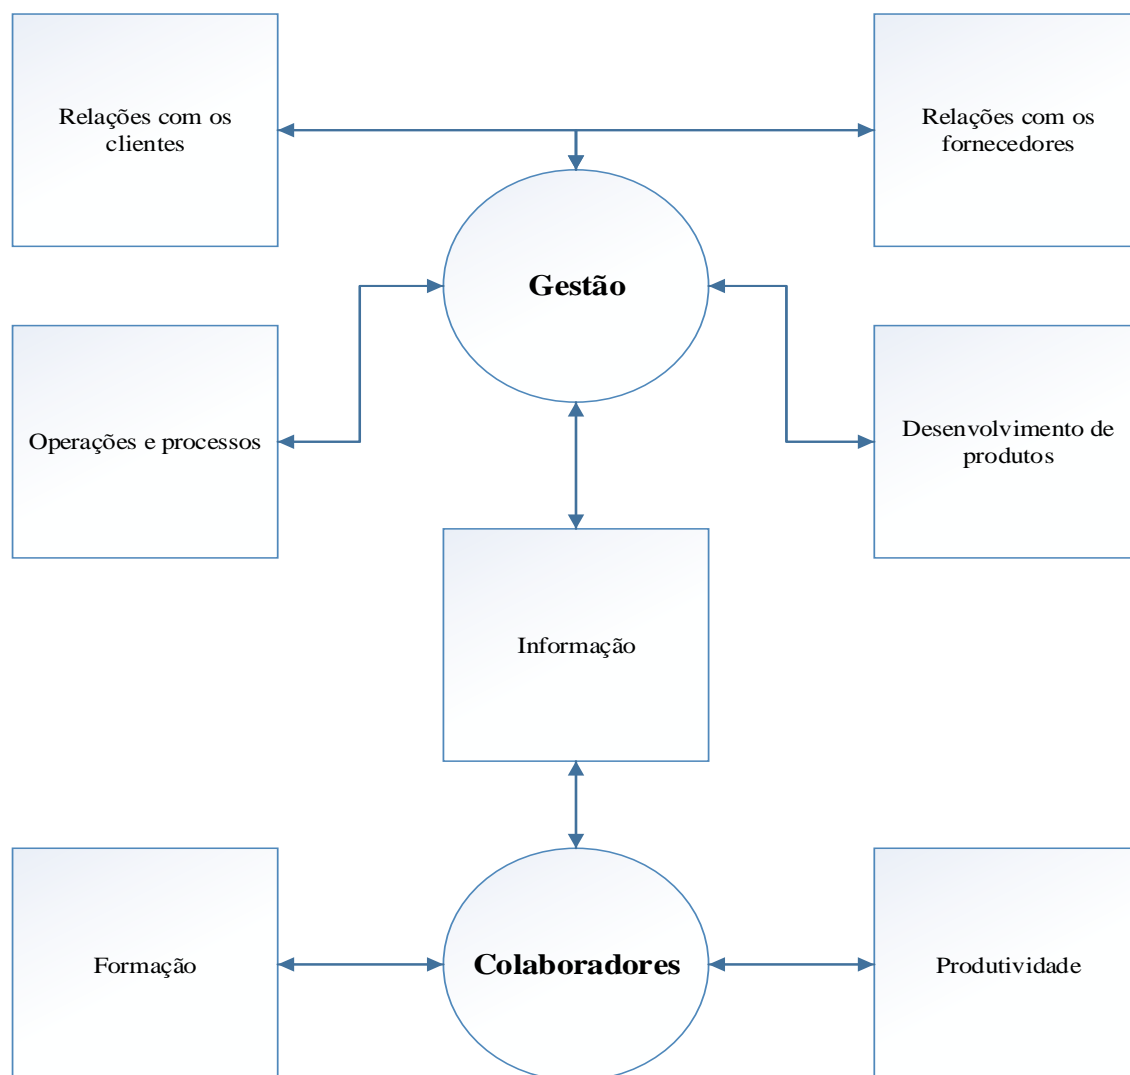 Relações com os
clientes
Relações com os
fornecedores
Gestão
Operações e processos
Desenvolvimento de
produtos
Informação
Formação
Colaboradores
Produtividade